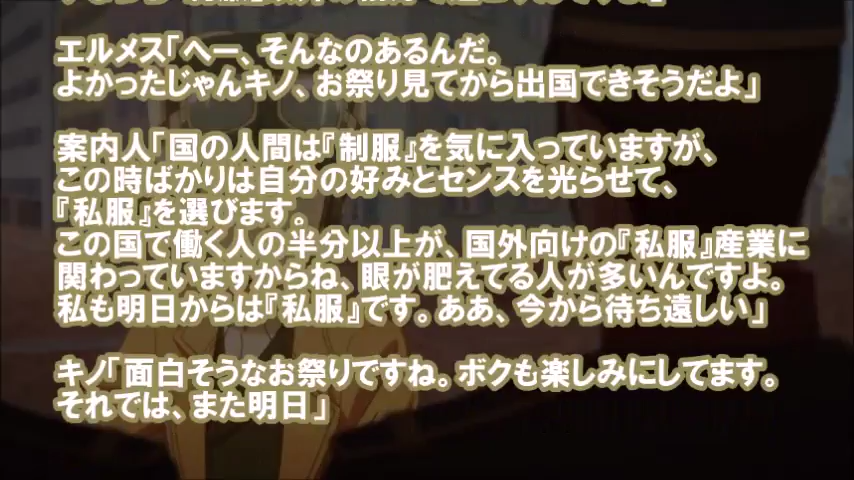 エルメス「へー、そんなのあるんだ。
よかったじゃんキノ、お祭り見てから出国できそうだよ」
案内人「国の人間は『制服』を気に入っていますが、
この時ばかりは自分の好みとセンスを光らせて、
『私服』を選びます。
この国で働く人の半分以上が、国外向けの『私服』産業に
関わっていますからね、眼が肥えてる人が多いんですよ。
私も明日からは『私服』です。ああ、今から待ち遠しい」
キノ「面白そうなお祭りですね。ボクも楽しみにしてます。
それでは、また明日」